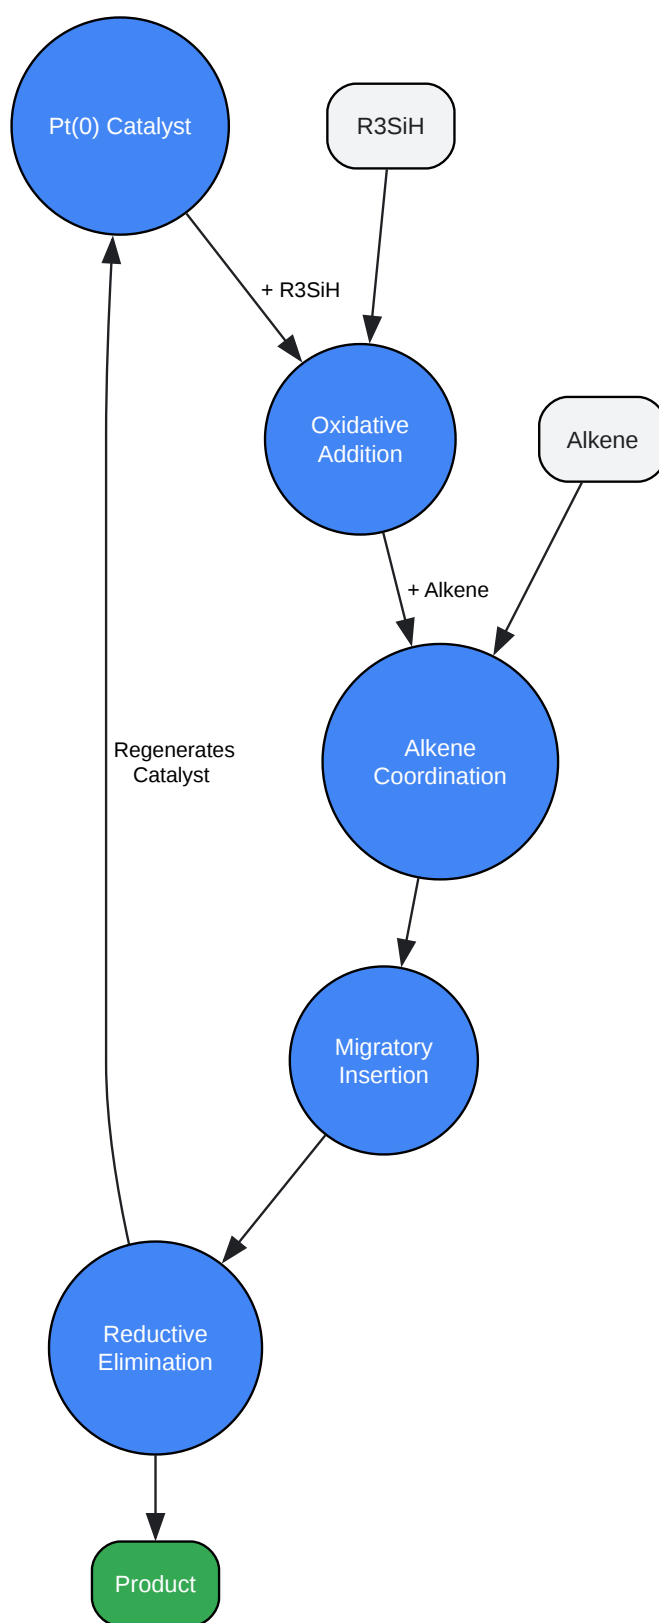 Pt(0) Catalyst
R3SiH
+ R3SiH
Oxidative
Addition
Alkene
+ Alkene
Alkene
Coordination
Regenerates
Catalyst
Migratory
Insertion
Reductive
Elimination
Product